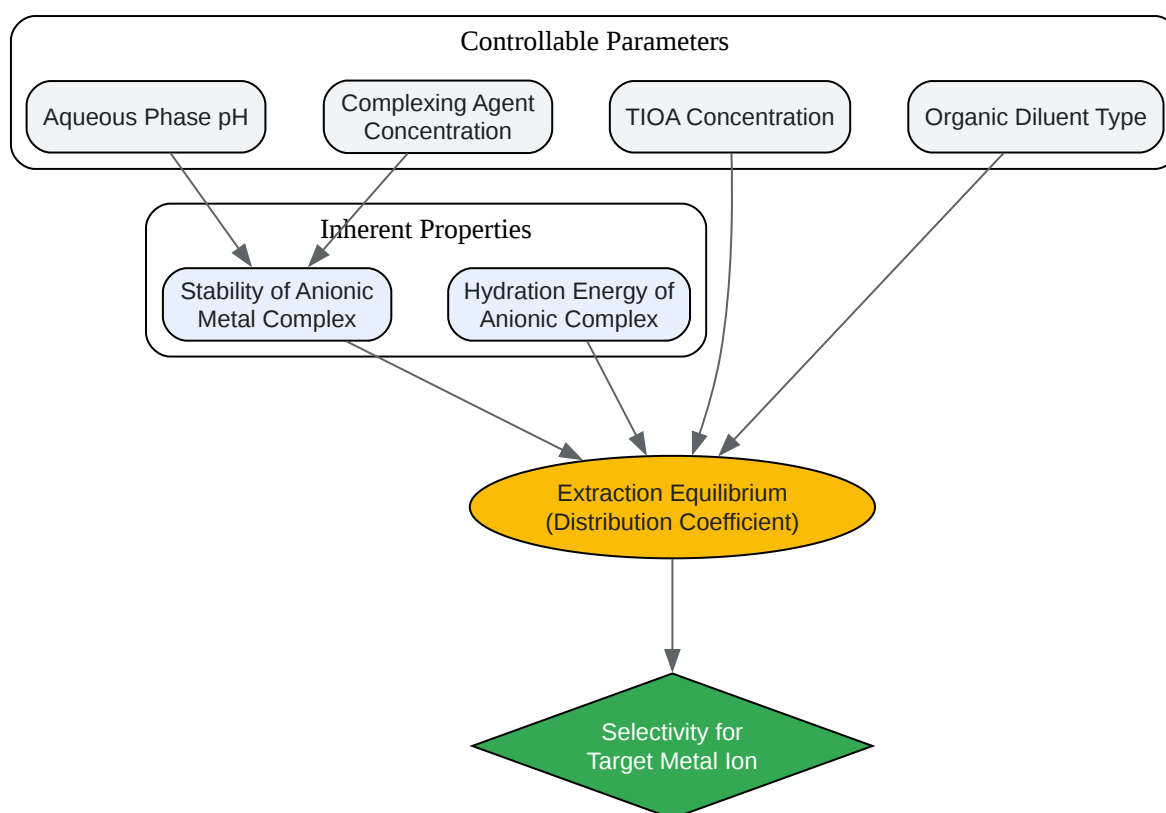 Controllable Parameters
Aqueous Phase pH
Complexing Agent
Concentration
TIOA Concentration
Organic Diluent Type
Inherent Properties
Stability of Anionic
Metal Complex
Hydration Energy of
Anionic Complex
Extraction Equilibrium
(Distribution Coefficient)
Selectivity for
Target Metal Ion